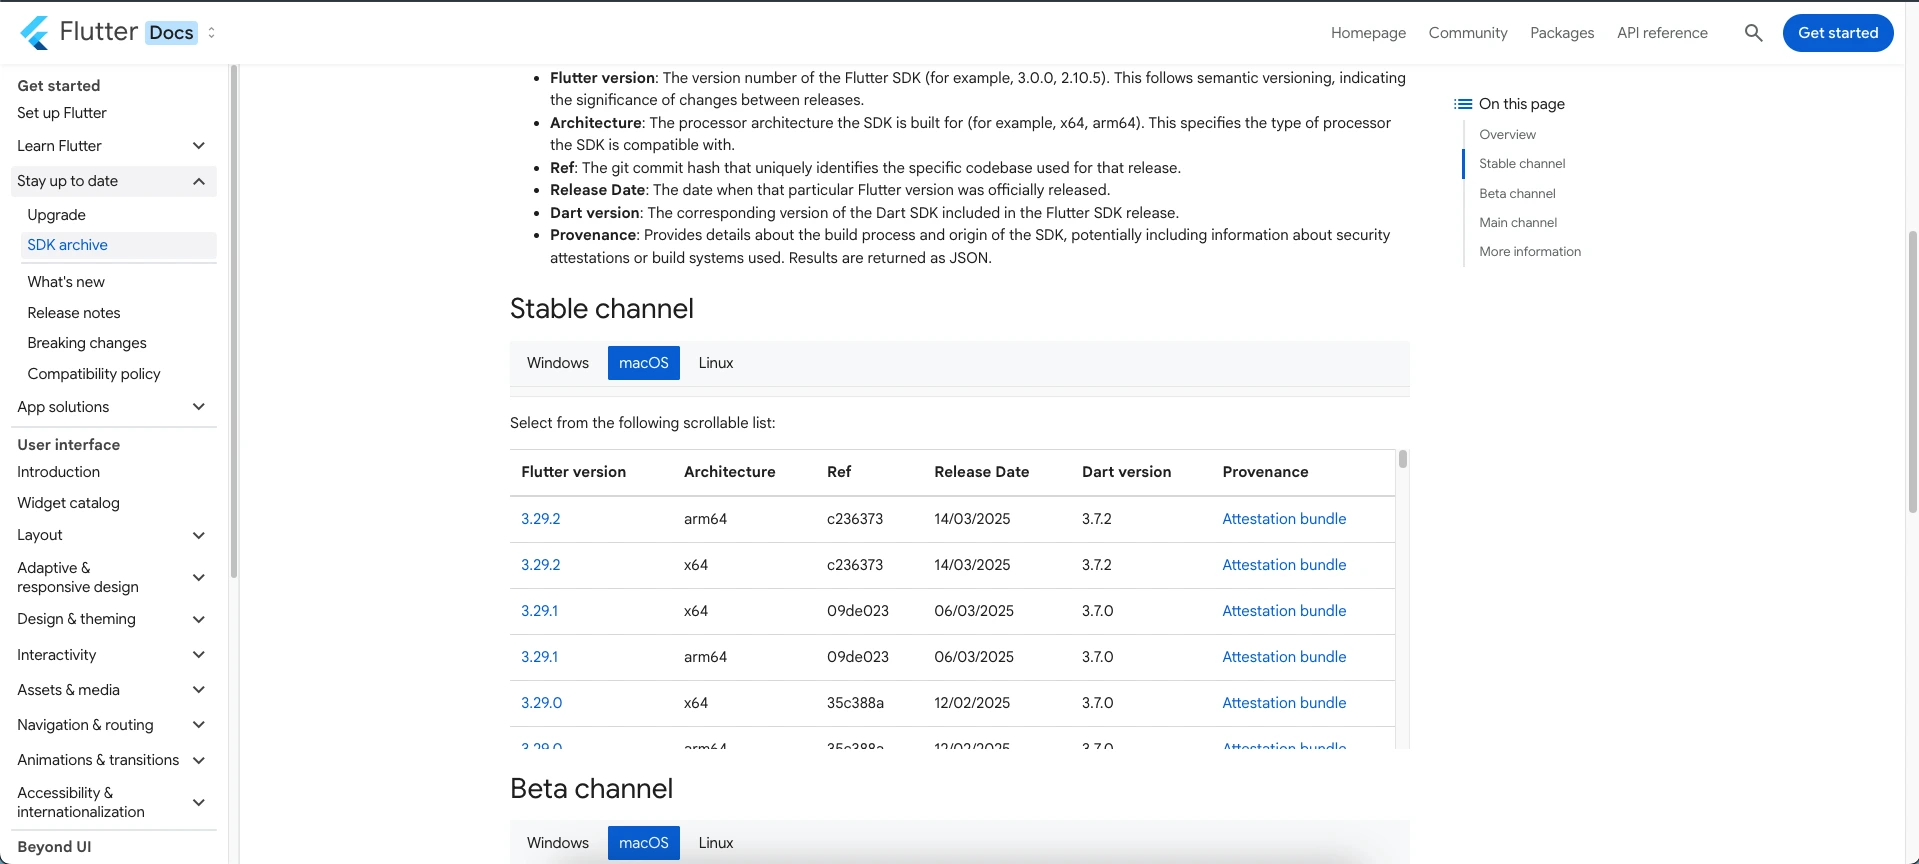 Flutter Docs
Homepage
Community
Packages
API reference
Get started
Get started
Set up Flutter
Learn Flutter
Stay up to date
Upgrade
SDK archive
What's new
Release notes
Breaking changes
Compatibility policy
App solutions
User interface
Introduction
Widget catalog
Layout
Adaptive &
responsive design
Design & theming
Interactivity
Assets & media
Navigation & routing
Animations & transitions
Accessibility &
internationalization
Beyond UI
Flutter version: The version number of the Flutter SDK (for example, 3.0.0, 2.10.5). This follows semantic versioning, indicating
the significance of changes between releases.
Architecture: The processor architecture the SDK is built for (for example, x64, arm64). This specifies the type of processor
the SDK is compatible with.
Ref: The git commit hash that uniquely identifies the specific codebase used for that release.
Release Date: The date when that particular Flutter version was officially released.
Dart version: The corresponding version of the Dart SDK included in the Flutter SDK release.
Provenance: Provides details about the build process and origin of the SDK, potentially including information about security
attestations or build systems used. Results are returned as JSON.
Stable channel
Windows macOS Linux
Select from the following scrollable list:
Flutter version Architecture Ref Release Date Dart version Provenance
3.29.2 arm64 c236373 14/03/2025 3.7.2 Attestation bundle
3.29.2 x64 c236373 14/03/2025 3.7.2 Attestation bundle
3.29.1 x64 09de023 06/03/2025 3.7.0 Attestation bundle
3.29.1 arm64 09de023 06/03/2025 3.7.0 Attestation bundle
3.29.0 x64 35c388a 12/02/2025 3.7.0 Attestation bundle
3.29.0 arm64 35c388a 12/02/2025 3.7.0 Attestation bundle
Beta channel
Windows macOS Linux
On this page
Overview
Stable channel
Beta channel
Main channel
More information